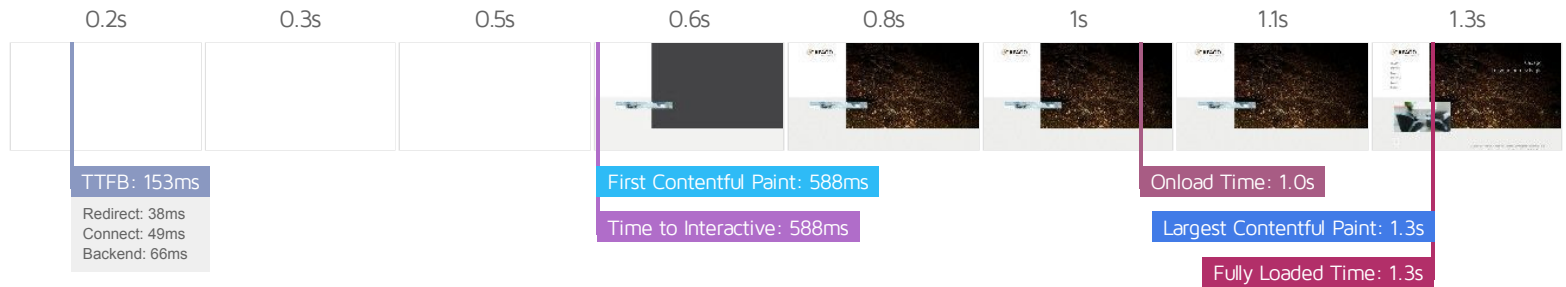 0.2s
0.3s
0.5s
0.6s
0.8s
1s
1.1s
1.3s
TTFB: 153ms
Redirect: 38ms
Connect: 49ms
Backend: 66ms
First Contentful Paint: 588ms
Time to Interactive: 588ms
Onload Time: 1.0s
Largest Contentful Paint: 1.3s
Fully Loaded Time: 1.3s